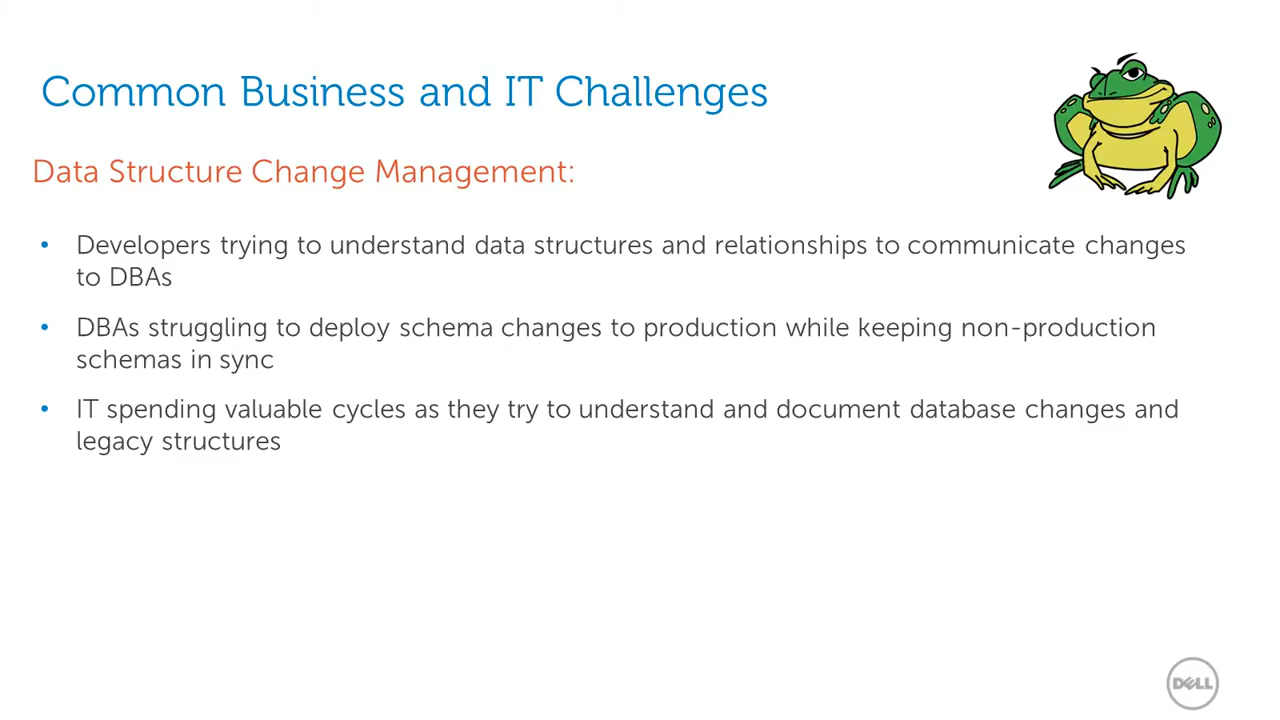 Common Business and IT Challenges
Data Structure Change Management:
• Developers trying to understand data structures and relationships to communicate changes
to DBAs
• DBAs struggling to deploy schema changes to production while keeping non-production
schemas in sync
• IT spending valuable cycles as they try to understand and document database changes and
legacy structures
DELL